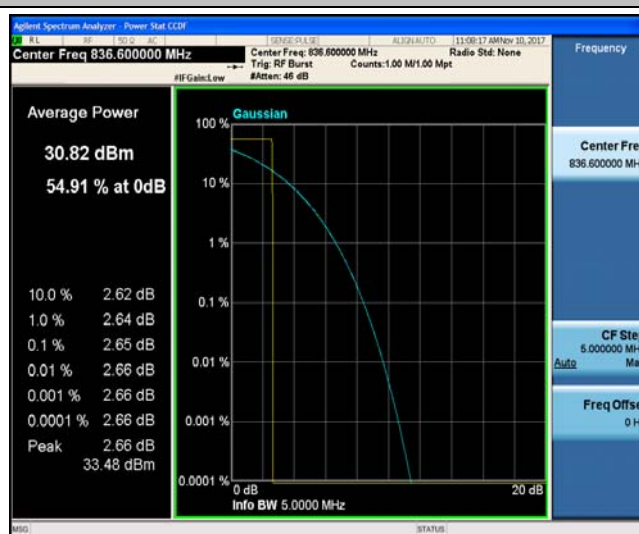 Agilent Spectrum Analyzer - Power Stat CCDF
RL RF 50 Ω AC SENSE:PULSE ALIGN AUTO 11:08:17 AM Nov 10, 2017
Center Freq 836.600000 MHz
Center Freq: 836.600000 MHz Radio Std: None
Trig: RF Burst Counts:1.00 M/1.00 Mpt
#IFGain:Low #Atten: 46 dB
Frequency
Average Power
30.82 dBm
54.91 % at 0dB
10.0 % 2.62 dB
1.0 % 2.64 dB
0.1 % 2.65 dB
0.01 % 2.66 dB
0.001 % 2.66 dB
0.0001 % 2.66 dB
Peak 2.66 dB
33.48 dBm
Gaussian
100 %
10 %
1 %
0.1 %
0.01 %
0.001 %
0.0001 %
0 dB 20 dB
Info BW 5.0000 MHz
Center Fre
836.600000 MH
CF Ste
5.000000 MH
Auto Ma
Freq Offse
0 H
MSG STATUS